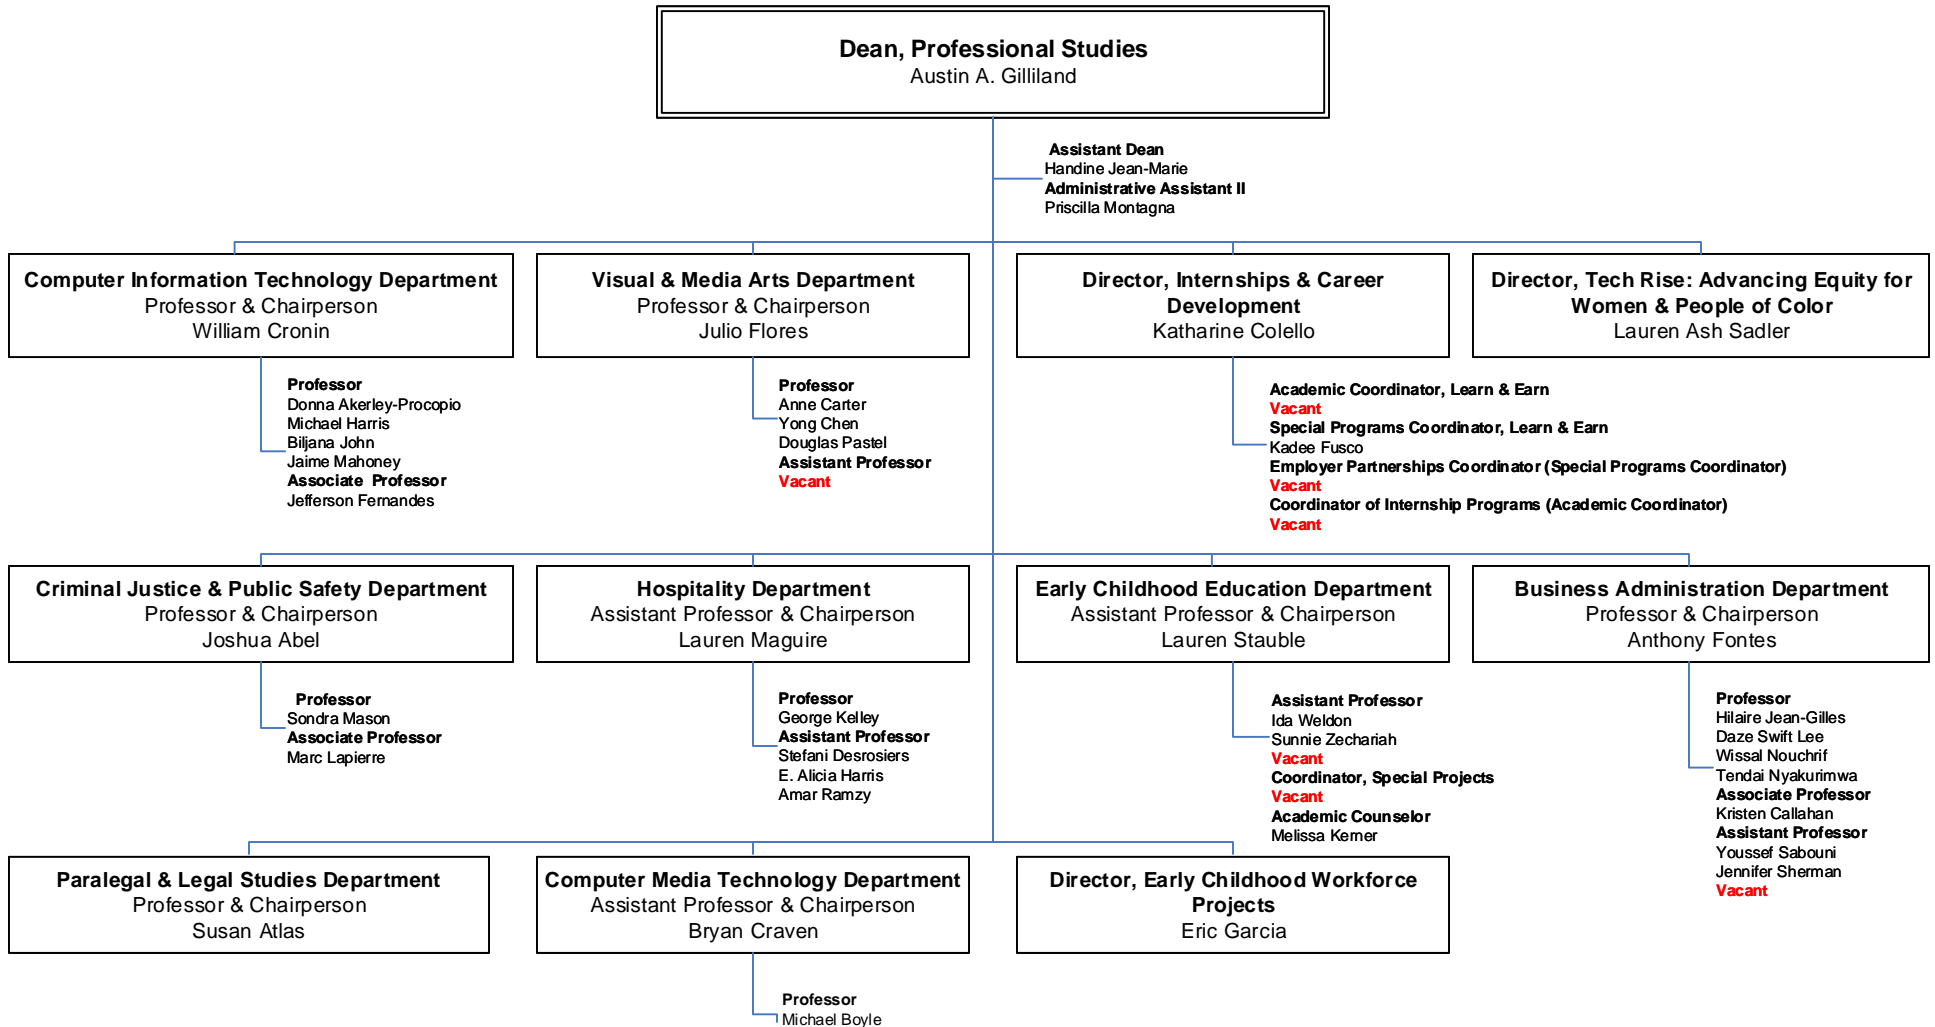 Dean, Professional Studies
Austin A. Gilliland
Assistant Dean
Handine Jean-Marie
Administrative Assistant II
Priscilla Montagna
Computer Information Technology Department
Professor & Chairperson
William Cronin
Professor
Donna Akerley-Procopio
Michael Harris
Biljana John
Jaime Mahoney
Associate Professor
Jefferson Fernandes
Visual & Media Arts Department
Professor & Chairperson
Julio Flores
Professor
Anne Carter
Yong Chen
Douglas Pastel
Assistant Professor
Vacant
Director, Internships & Career
Development
Katharine Colello
Academic Coordinator, Learn & Earn
Vacant
Special Programs Coordinator, Learn & Earn
Kadee Fusco
Employer Partnerships Coordinator (Special Programs Coordinator)
Vacant
Coordinator of Internship Programs (Academic Coordinator)
Vacant
Director, Tech Rise: Advancing Equity for
Women & People of Color
Lauren Ash Sadler
Criminal Justice & Public Safety Department
Professor & Chairperson
Joshua Abel
Professor
Sondra Mason
Associate Professor
Marc Lapierre
Hospitality Department
Assistant Professor & Chairperson
Lauren Maguire
Professor
George Kelley
Assistant Professor
Stefani Desrosiers
E. Alicia Harris
Amar Ramzy
Early Childhood Education Department
Assistant Professor & Chairperson
Lauren Stauble
Assistant Professor
Ida Weldon
Sunnie Zechariah
Vacant
Coordinator, Special Projects
Vacant
Academic Counselor
Melissa Kerner
Business Administration Department
Professor & Chairperson
Anthony Fontes
Professor
Hilaire Jean-Gilles
Daze Swift Lee
Wissal Nouchrif
Tendai Nyakurimwa
Associate Professor
Kristen Callahan
Assistant Professor
Youssef Sabouni
Jennifer Sherman
Vacant
Paralegal & Legal Studies Department
Professor & Chairperson
Susan Atlas
Computer Media Technology Department
Assistant Professor & Chairperson
Bryan Craven
Professor
Michael Boyle
Director, Early Childhood Workforce
Projects
Eric Garcia